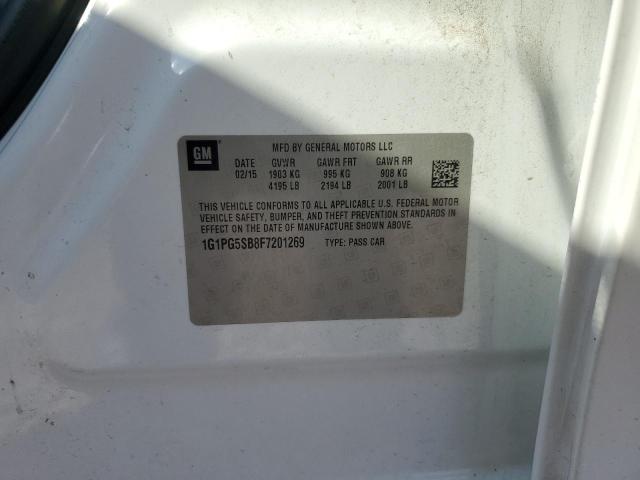 GM
MFD BY GENERAL MOTORS LLC
DATE GVWR GAWR FRT GAWR RR
02/15 1903 KG 995 KG 908 KG
4195 LB 2194 LB 2001 LB
THIS VEHICLE CONFORMS TO ALL APPLICABLE U.S. FEDERAL MOTOR
VEHICLE SAFETY, BUMPER, AND THEFT PREVENTION STANDARDS IN
EFFECT ON THE DATE OF MANUFACTURE SHOWN ABOVE.
1G1PG5SB8F7201269 TYPE: PASS CAR